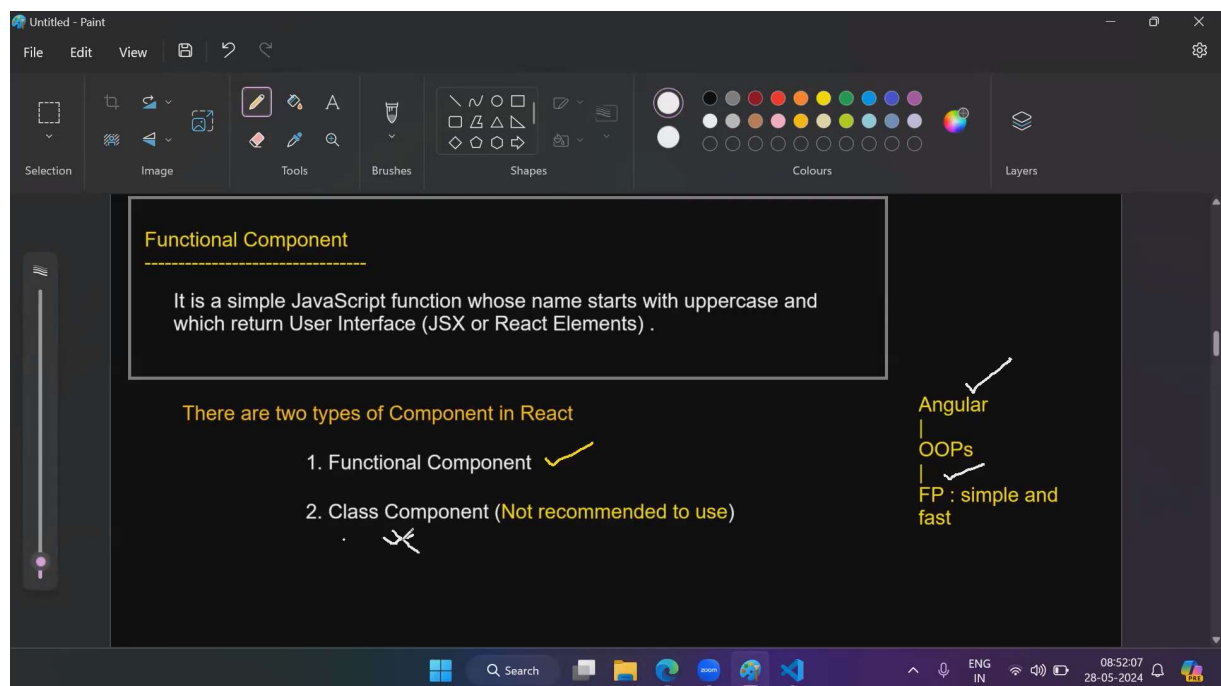 Untitled - Paint
File Edit View
Selection Image Tools Brushes Shapes Colours Layers
Functional Component
---------------------------------
It is a simple JavaScript function whose name starts with uppercase and
which return User Interface (JSX or React Elements) .
There are two types of Component in React
1. Functional Component
2. Class Component (Not recommended to use)
Angular
|
OOPs
|
FP : simple and
fast
Search
zoom
ENG
IN
08:52:07
28-05-2024
PRE